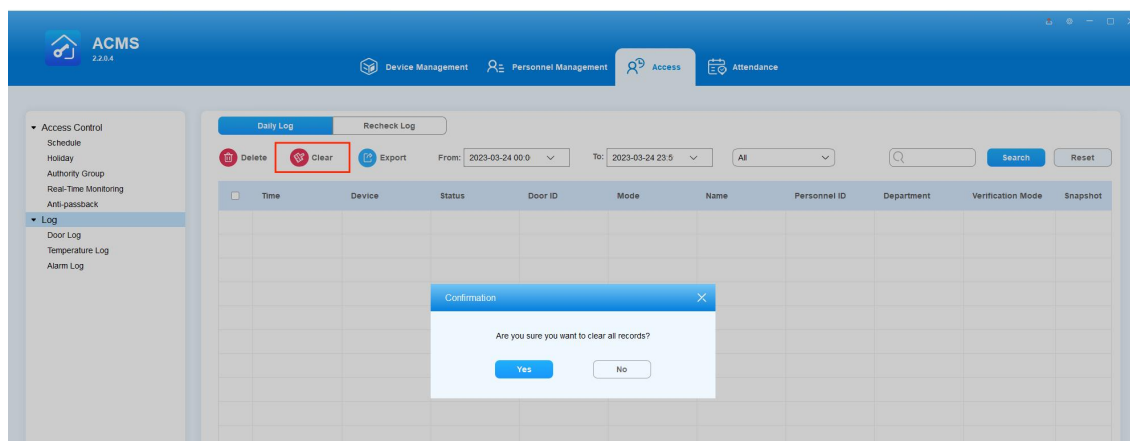 ACMS
2.2.0.4
Device Management Personnel Management Access Attendance
Access Control
Schedule
Holiday
Authority Group
Real-Time Monitoring
Anti-passback
Log
Door Log
Temperature Log
Alarm Log
Daily Log Recheck Log
Delete Clear Export From: 2023-03-24 00:0 To: 2023-03-24 23:5 All Search Reset
Time Device Status Door ID Mode Name Personnel ID Department Verification Mode Snapshot
Confirmation
Are you sure you want to clear all records?
Yes No